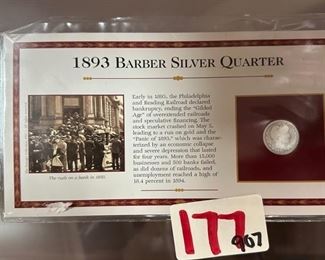 1893 BARBER SILVER QUARTER
Early in 1893, the Philadelphia
and Reading Railroad declared
bankruptcy, ending the "Gilded
Age" of overextended railroads
and speculative financing. The
stock market crashed on May 5,
leading to a run on gold and the
"Panic of 1893," which was char-
acterized by an economic collapse
and severe depression that lasted
for four years. More than 15,000
businesses and 500 banks failed,
as did dozens of railroads, and
unemployment reached a high of
18.4 percent in 1894.
The rush on a bank in 1893.
177
907